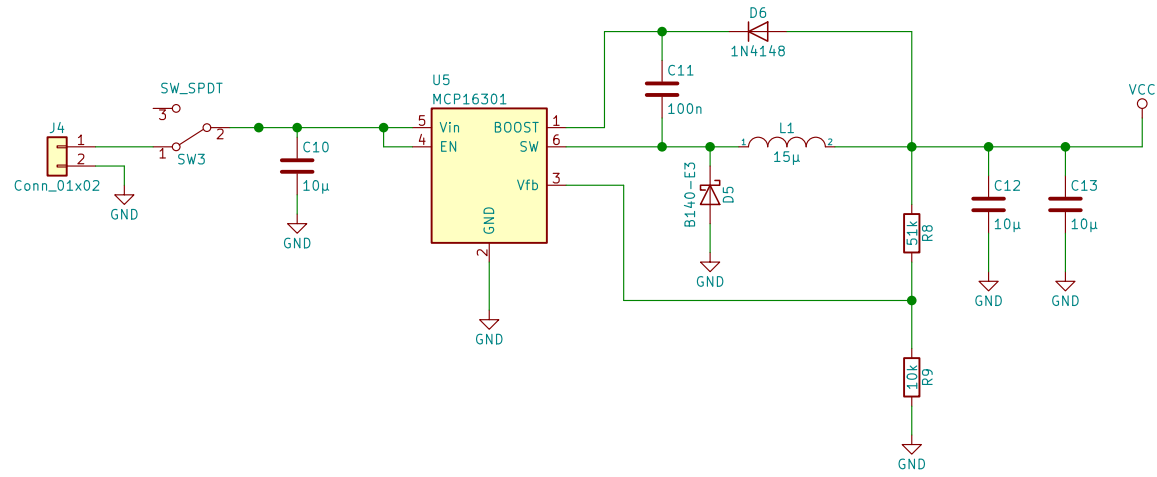 D6
1N4148
C11
100n
U5
MCP16301
SW_SPDT
3
2
1
SW3
J4
1
2
Conn_01x02
GND
C10
10µ
GND
5
Vin
4
EN
BOOST
1
SW
6
Vfb
3
GND
2
GND
B140-E3
D5
GND
L1
1
2
15µ
VCC
51k
R8
C12
10µ
GND
C13
10µ
GND
10k
R9
GND